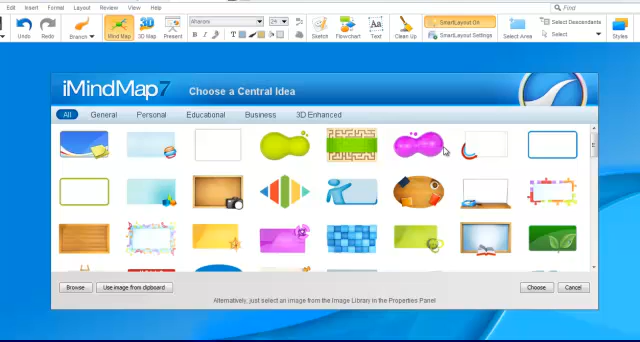 Edit Insert Format Layout Review View Help
Find
Undo Redo Branch Mind Map 3D Map Present
24
B I
T
Sketch Flowchart Text Clean Up
SmartLayout On
SmartLayout Settings
Select Area
Select Descendants
Select
Styles
iMindMap7 Choose a Central Idea
All General Personal Educational Business 3D Enhanced
Browse... Use image from clipboard Choose Cancel
Alternatively, just select an image from the Image Library in the Properties Panel